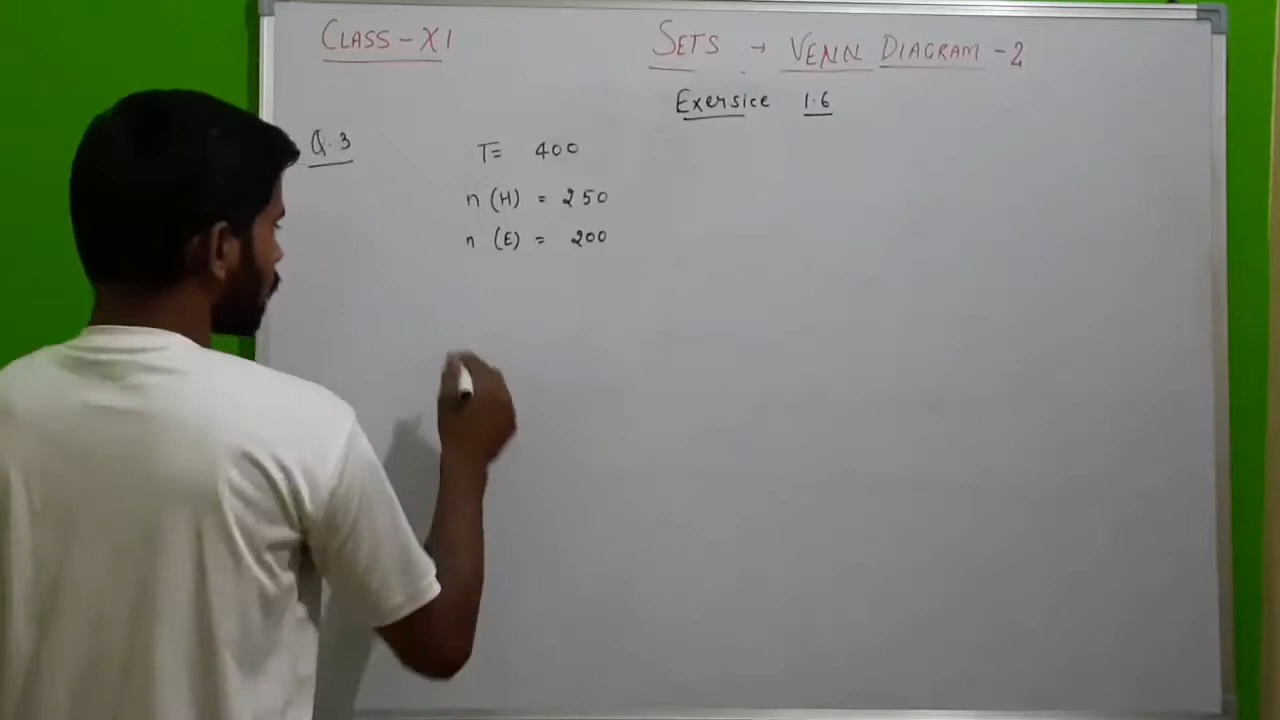 CLASS - XI
SETS → VENN DIAGRAM - 2
Exersice 1.6
Q.3
T= 400
n (H) = 250
n (E) = 200